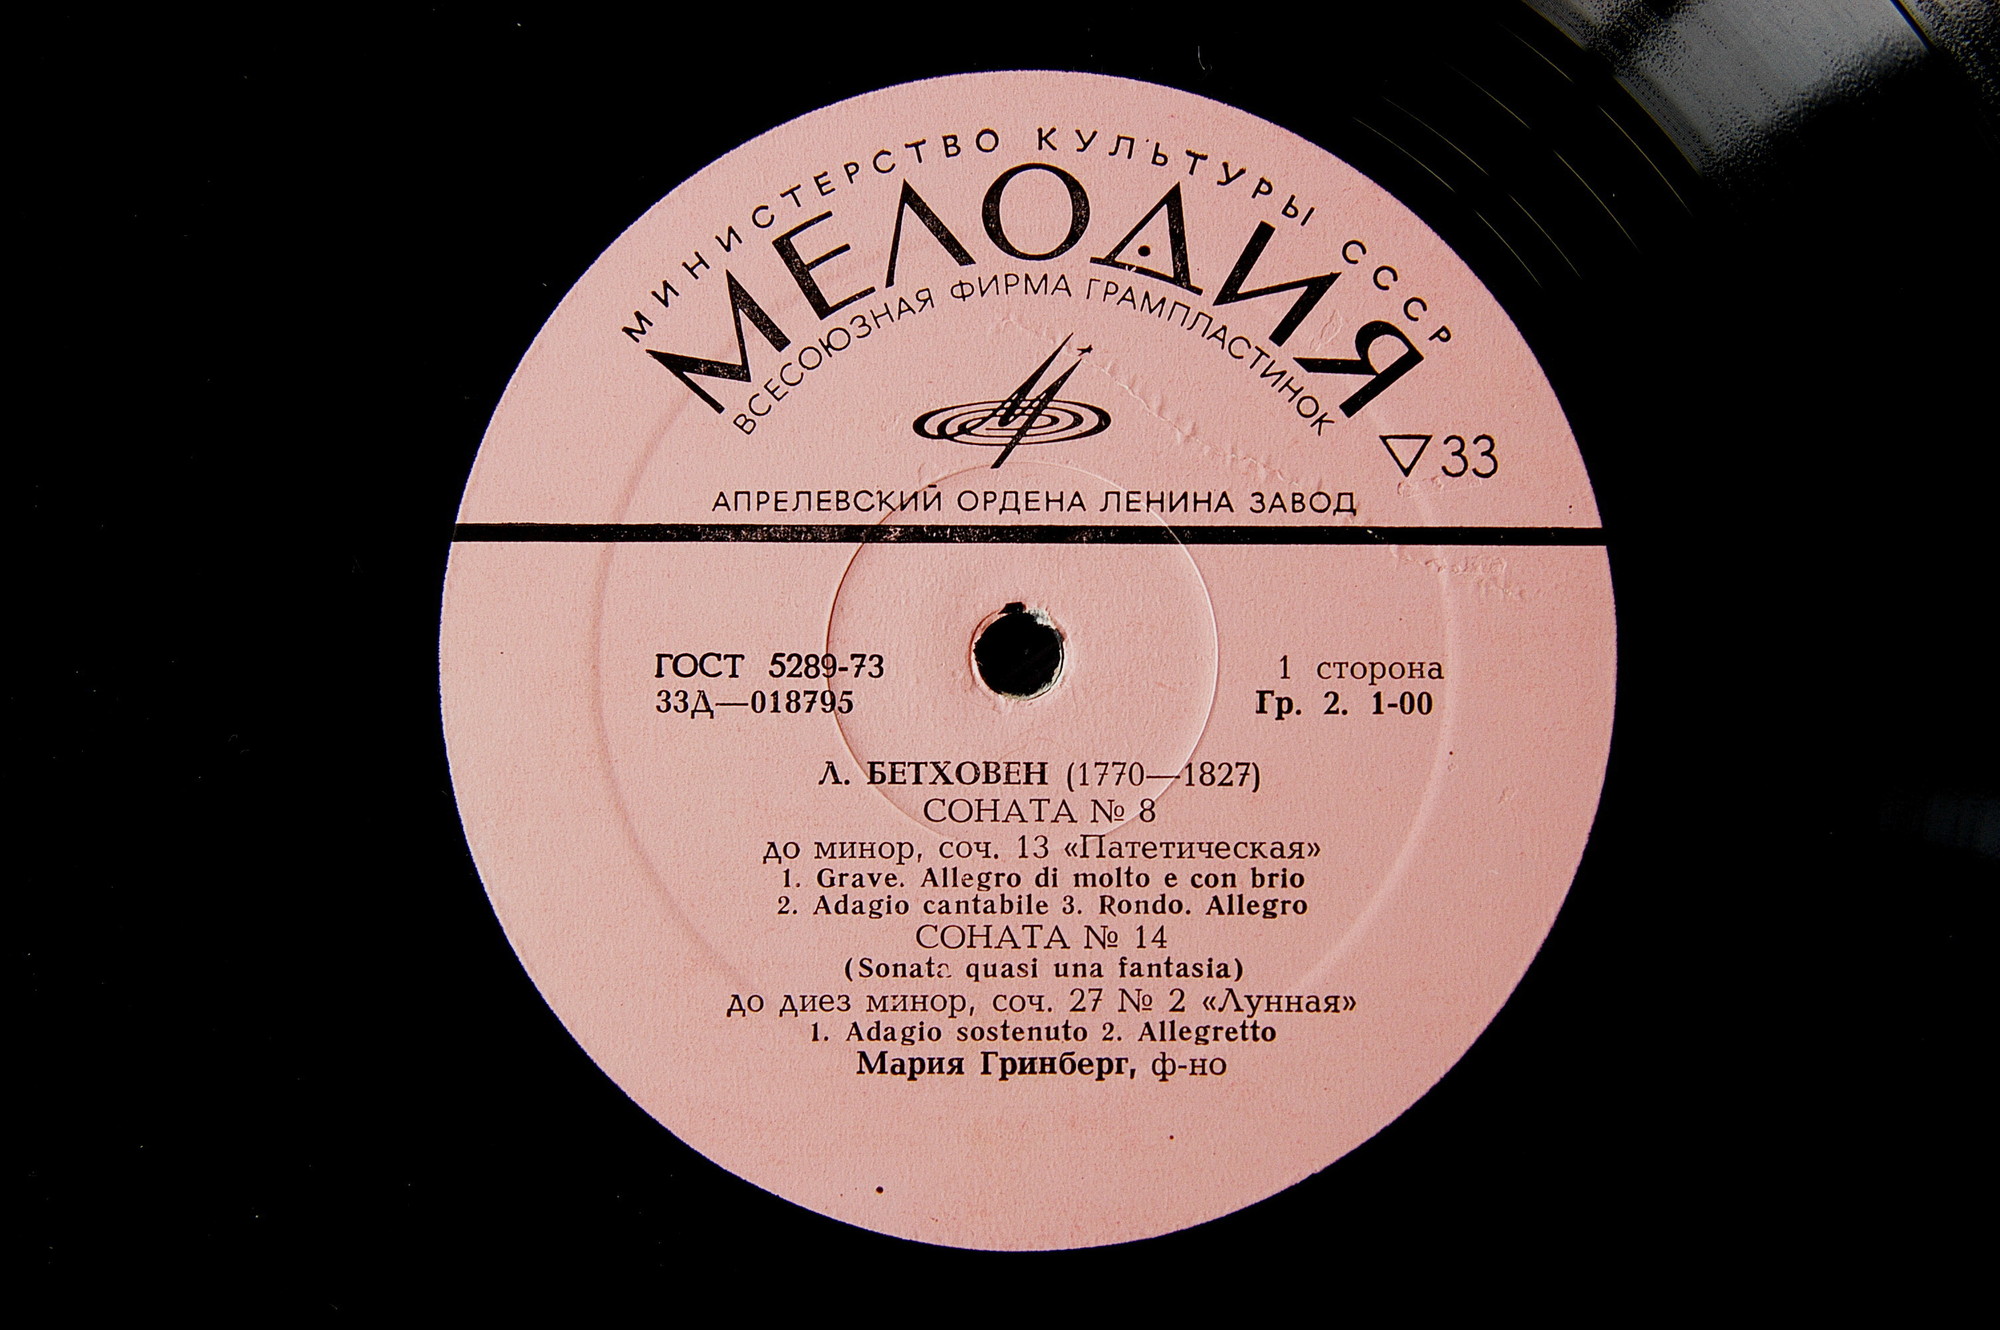 МИНИСТЕРСТВО КУЛЬТУРЫ СССР
МЕЛОДИЯ
ВСЕСОЮЗНАЯ ФИРМА ГРАМПЛАСТИНОК
▽33
АПРЕЛЕВСКИЙ ОРДЕНА ЛЕНИНА ЗАВОД
ГОСТ 5289-73
1 сторона
33Д—018795
Гр. 2. 1-00
Л. БЕТХОВЕН (1770—1827)
СОНАТА № 8
до минор, соч. 13 «Патетическая»
1. Grave. Allegro di molto e con brio
2. Adagio cantabile 3. Rondo. Allegro
СОНАТА № 14
(Sonata quasi una fantasia)
до диез минор, соч. 27 № 2 «Лунная»
1. Adagio sostenuto 2. Allegretto
Мария Гринберг, ф-но